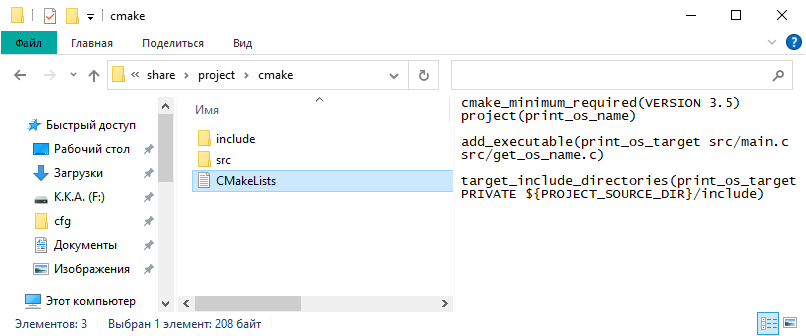 cmake
Файл Главная Поделиться Вид
« share › project › cmake
Имя
Быстрый доступ
Рабочий стол
Загрузки
К.К.А. (F:)
cfg
Документы
Изображения
Этот компьютер
include
src
CMakeLists
cmake_minimum_required(VERSION 3.5)
project(print_os_name)
add_executable(print_os_target src/main.c
src/get_os_name.c)
target_include_directories(print_os_target
PRIVATE ${PROJECT_SOURCE_DIR}/include)
Элементов: 3 Выбран 1 элемент: 208 байт